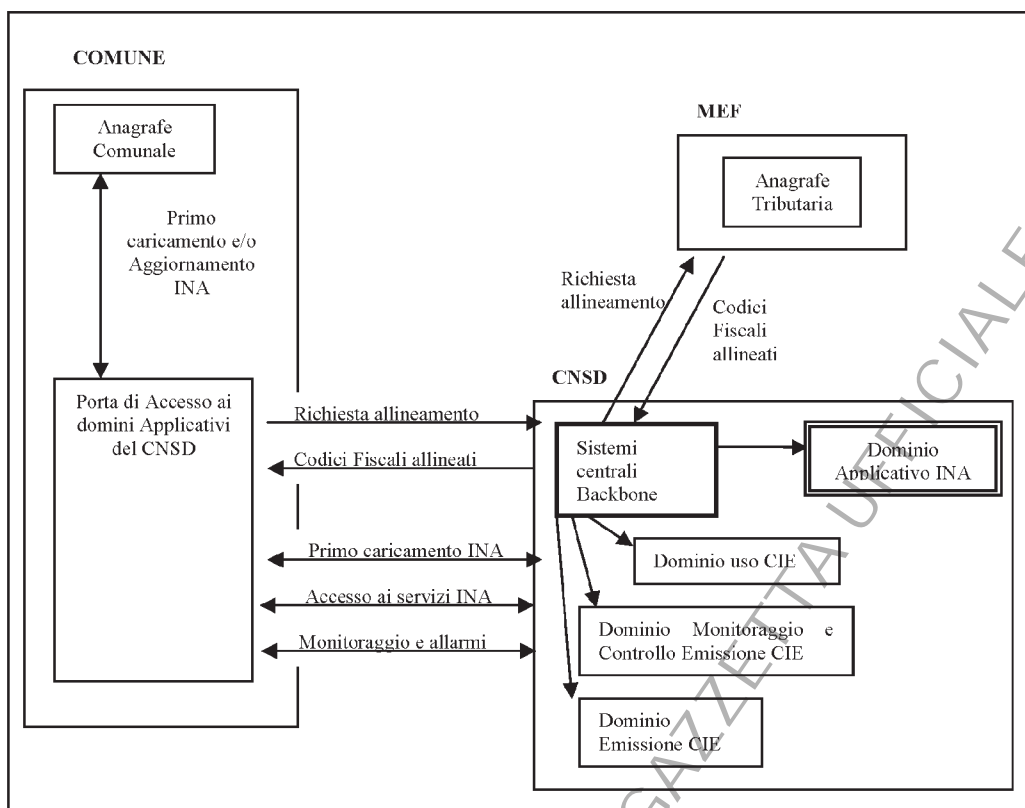 COMUNE
Anagrafe
Comunale
Primo
caricamento e/o
Aggiornamento
INA
Porta di Accesso ai
domini Applicativi
del CNSD
MEF
Anagrafe
Tributaria
Richiesta
allineamento
Codici
Fiscali
allineati
Richiesta allineamento
Codici Fiscali allineati
Primo caricamento INA
Accesso ai servizi INA
Monitoraggio e allarmi
CNSD
Sistemi
centrali
Backbone
Dominio
Applicativo INA
Dominio uso CIE
Dominio Monitoraggio e
Controllo Emissione CIE
Dominio
Emissione CIE
GAZZETTA UFFICIALE